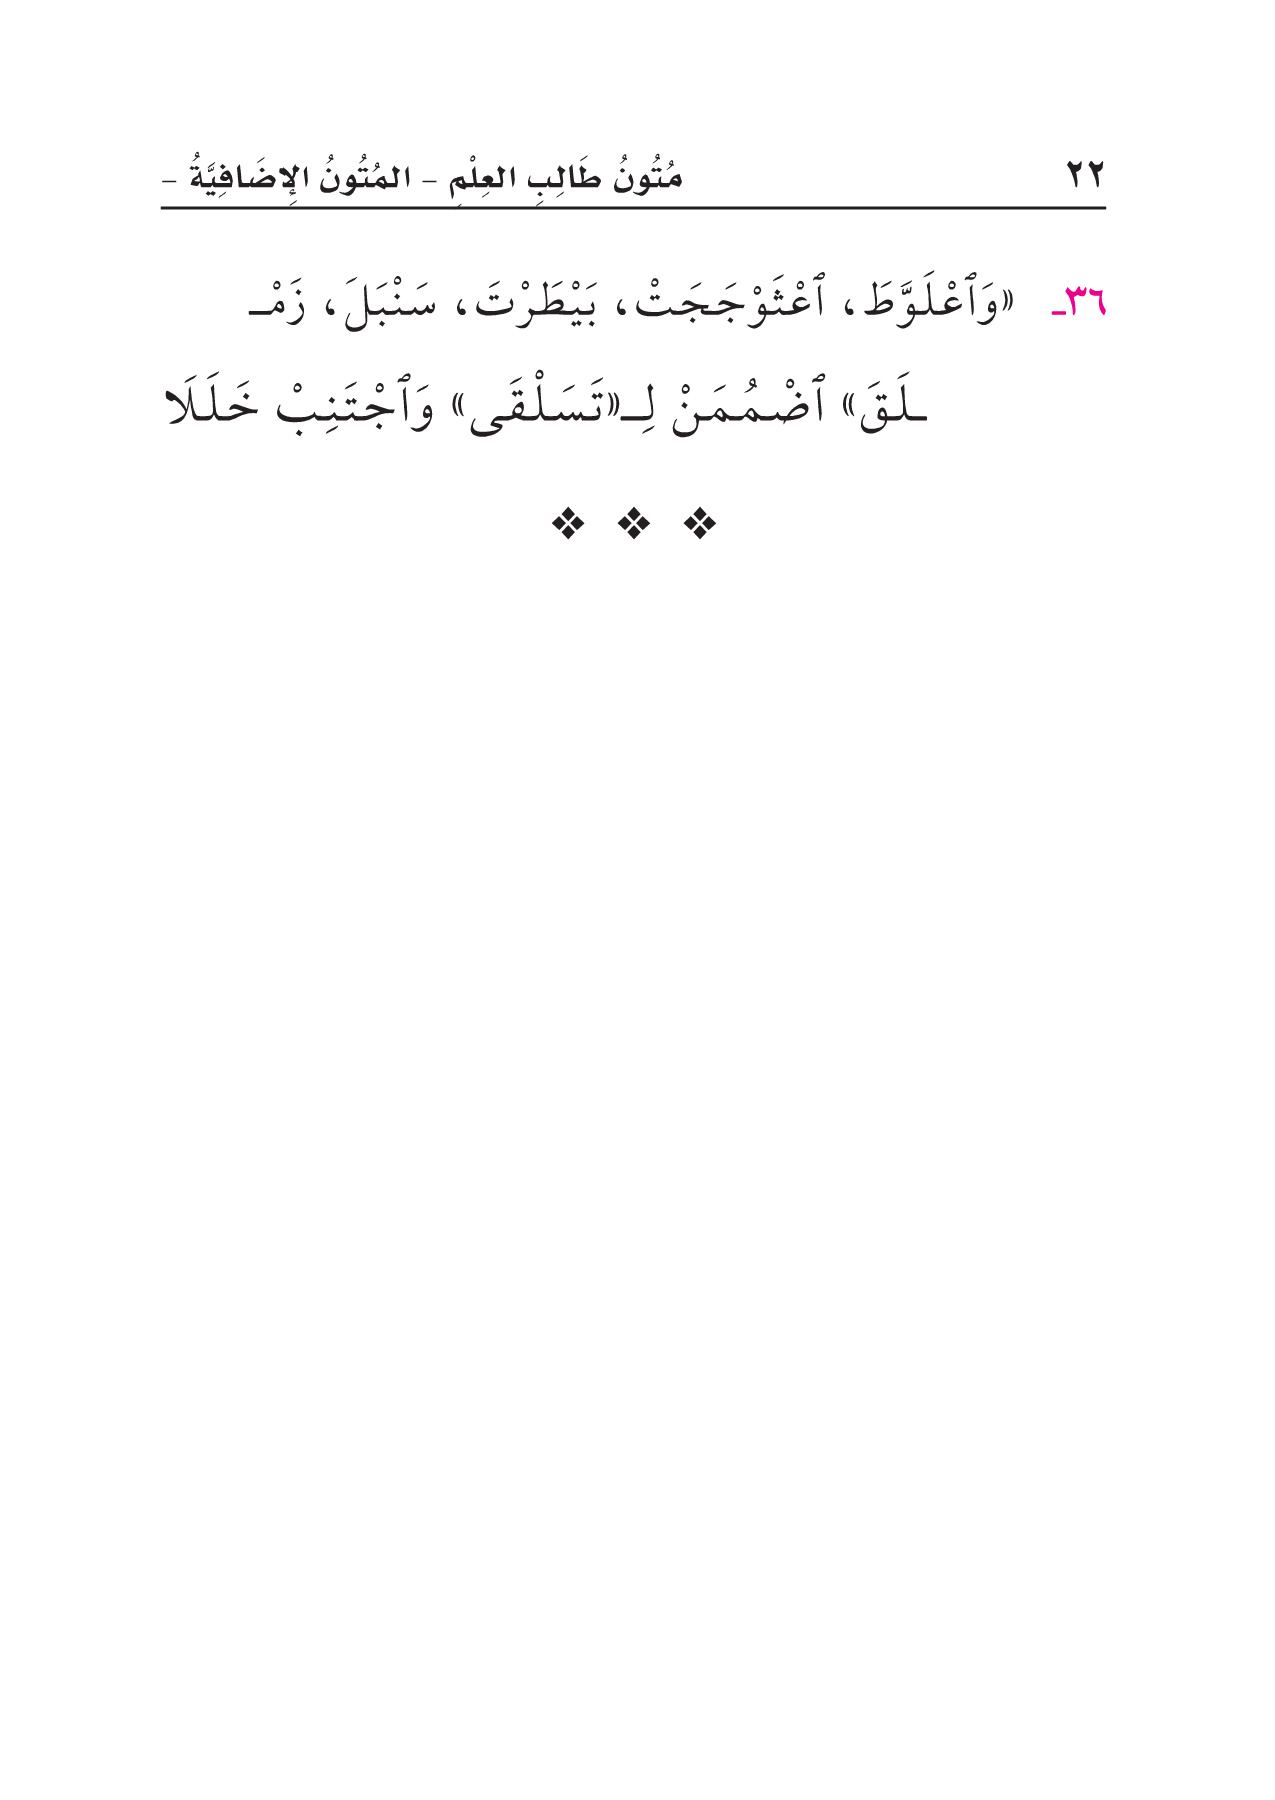 ٢٢ مُتُونُ طَالِبِ العِلْمِ – المُتُونُ الإِضَافِيَّةُ –
٣٦ـ «وَٱعْلَوَّطَ، ٱعْثَوْجَجَتْ، بَيْطَرْتَ، سَنْبَلَ، زَمْـ
ـلَقَ» ٱضْمُمَنْ لِـ«تَسَلْقَى» وَٱجْتَنِبْ خَلَلَا
❖ ❖ ❖